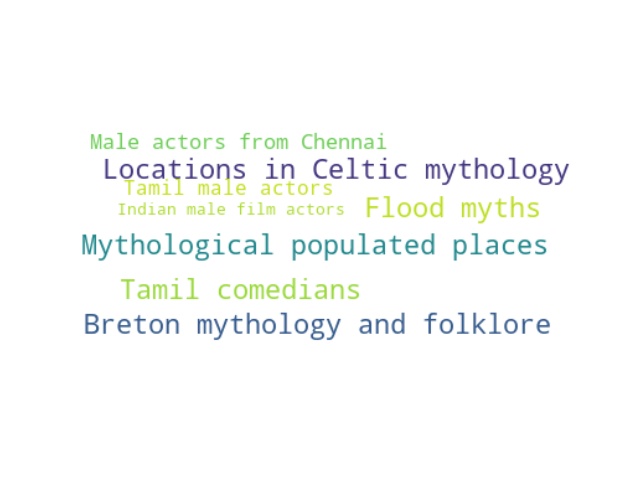 Male actors from Chennai
Locations in Celtic mythology
Tamil male actors
Indian male film actors
Flood myths
Mythological populated places
Tamil comedians
Breton mythology and folklore